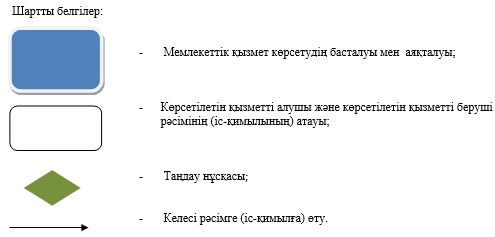 Шартты белгілер:
- Мемлекеттік қызмет көрсетудің басталуы мен аяқталуы;
- Көрсетілетін қызметті алушы және көрсетілетін қызметті беруші
рәсімінің (іс-қимылының) атауы;
- Таңдау нұсқасы;
- Келесі рәсімге (іс-қимылға) өту.